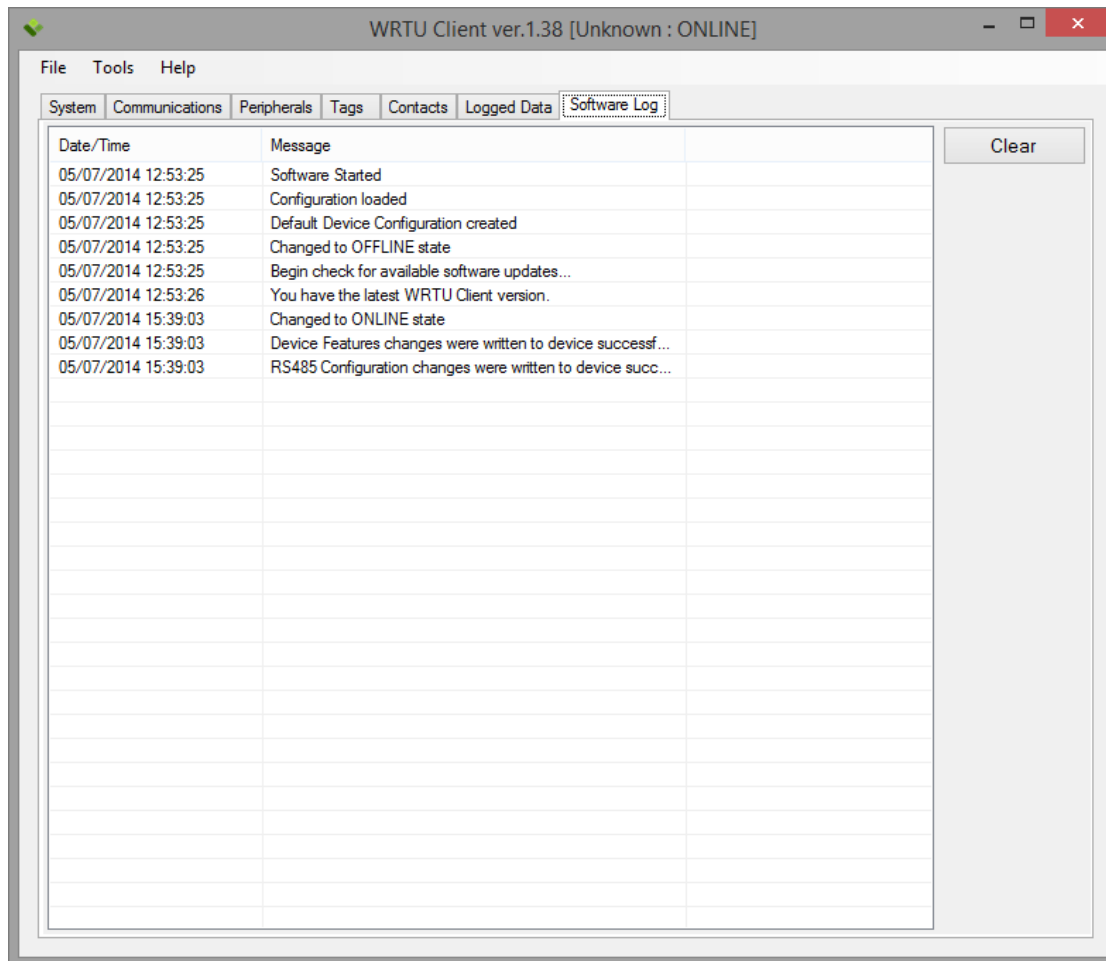 WRTU Client ver.1.38 [Unknown : ONLINE]
File Tools Help
System Communications Peripherals Tags Contacts Logged Data Software Log
Date/Time Message
Clear
05/07/2014 12:53:25 Software Started
05/07/2014 12:53:25 Configuration loaded
05/07/2014 12:53:25 Default Device Configuration created
05/07/2014 12:53:25 Changed to OFFLINE state
05/07/2014 12:53:25 Begin check for available software updates...
05/07/2014 12:53:26 You have the latest WRTU Client version.
05/07/2014 15:39:03 Changed to ONLINE state
05/07/2014 15:39:03 Device Features changes were written to device successf...
05/07/2014 15:39:03 RS485 Configuration changes were written to device succ...